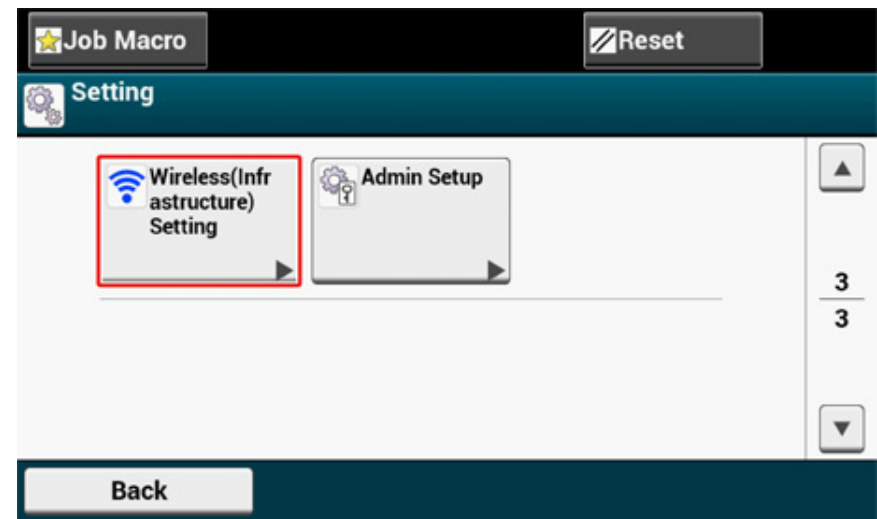 Job Macro
Reset
Setting
Wireless(Infr
astructure)
Setting
Admin Setup
3
3
Back